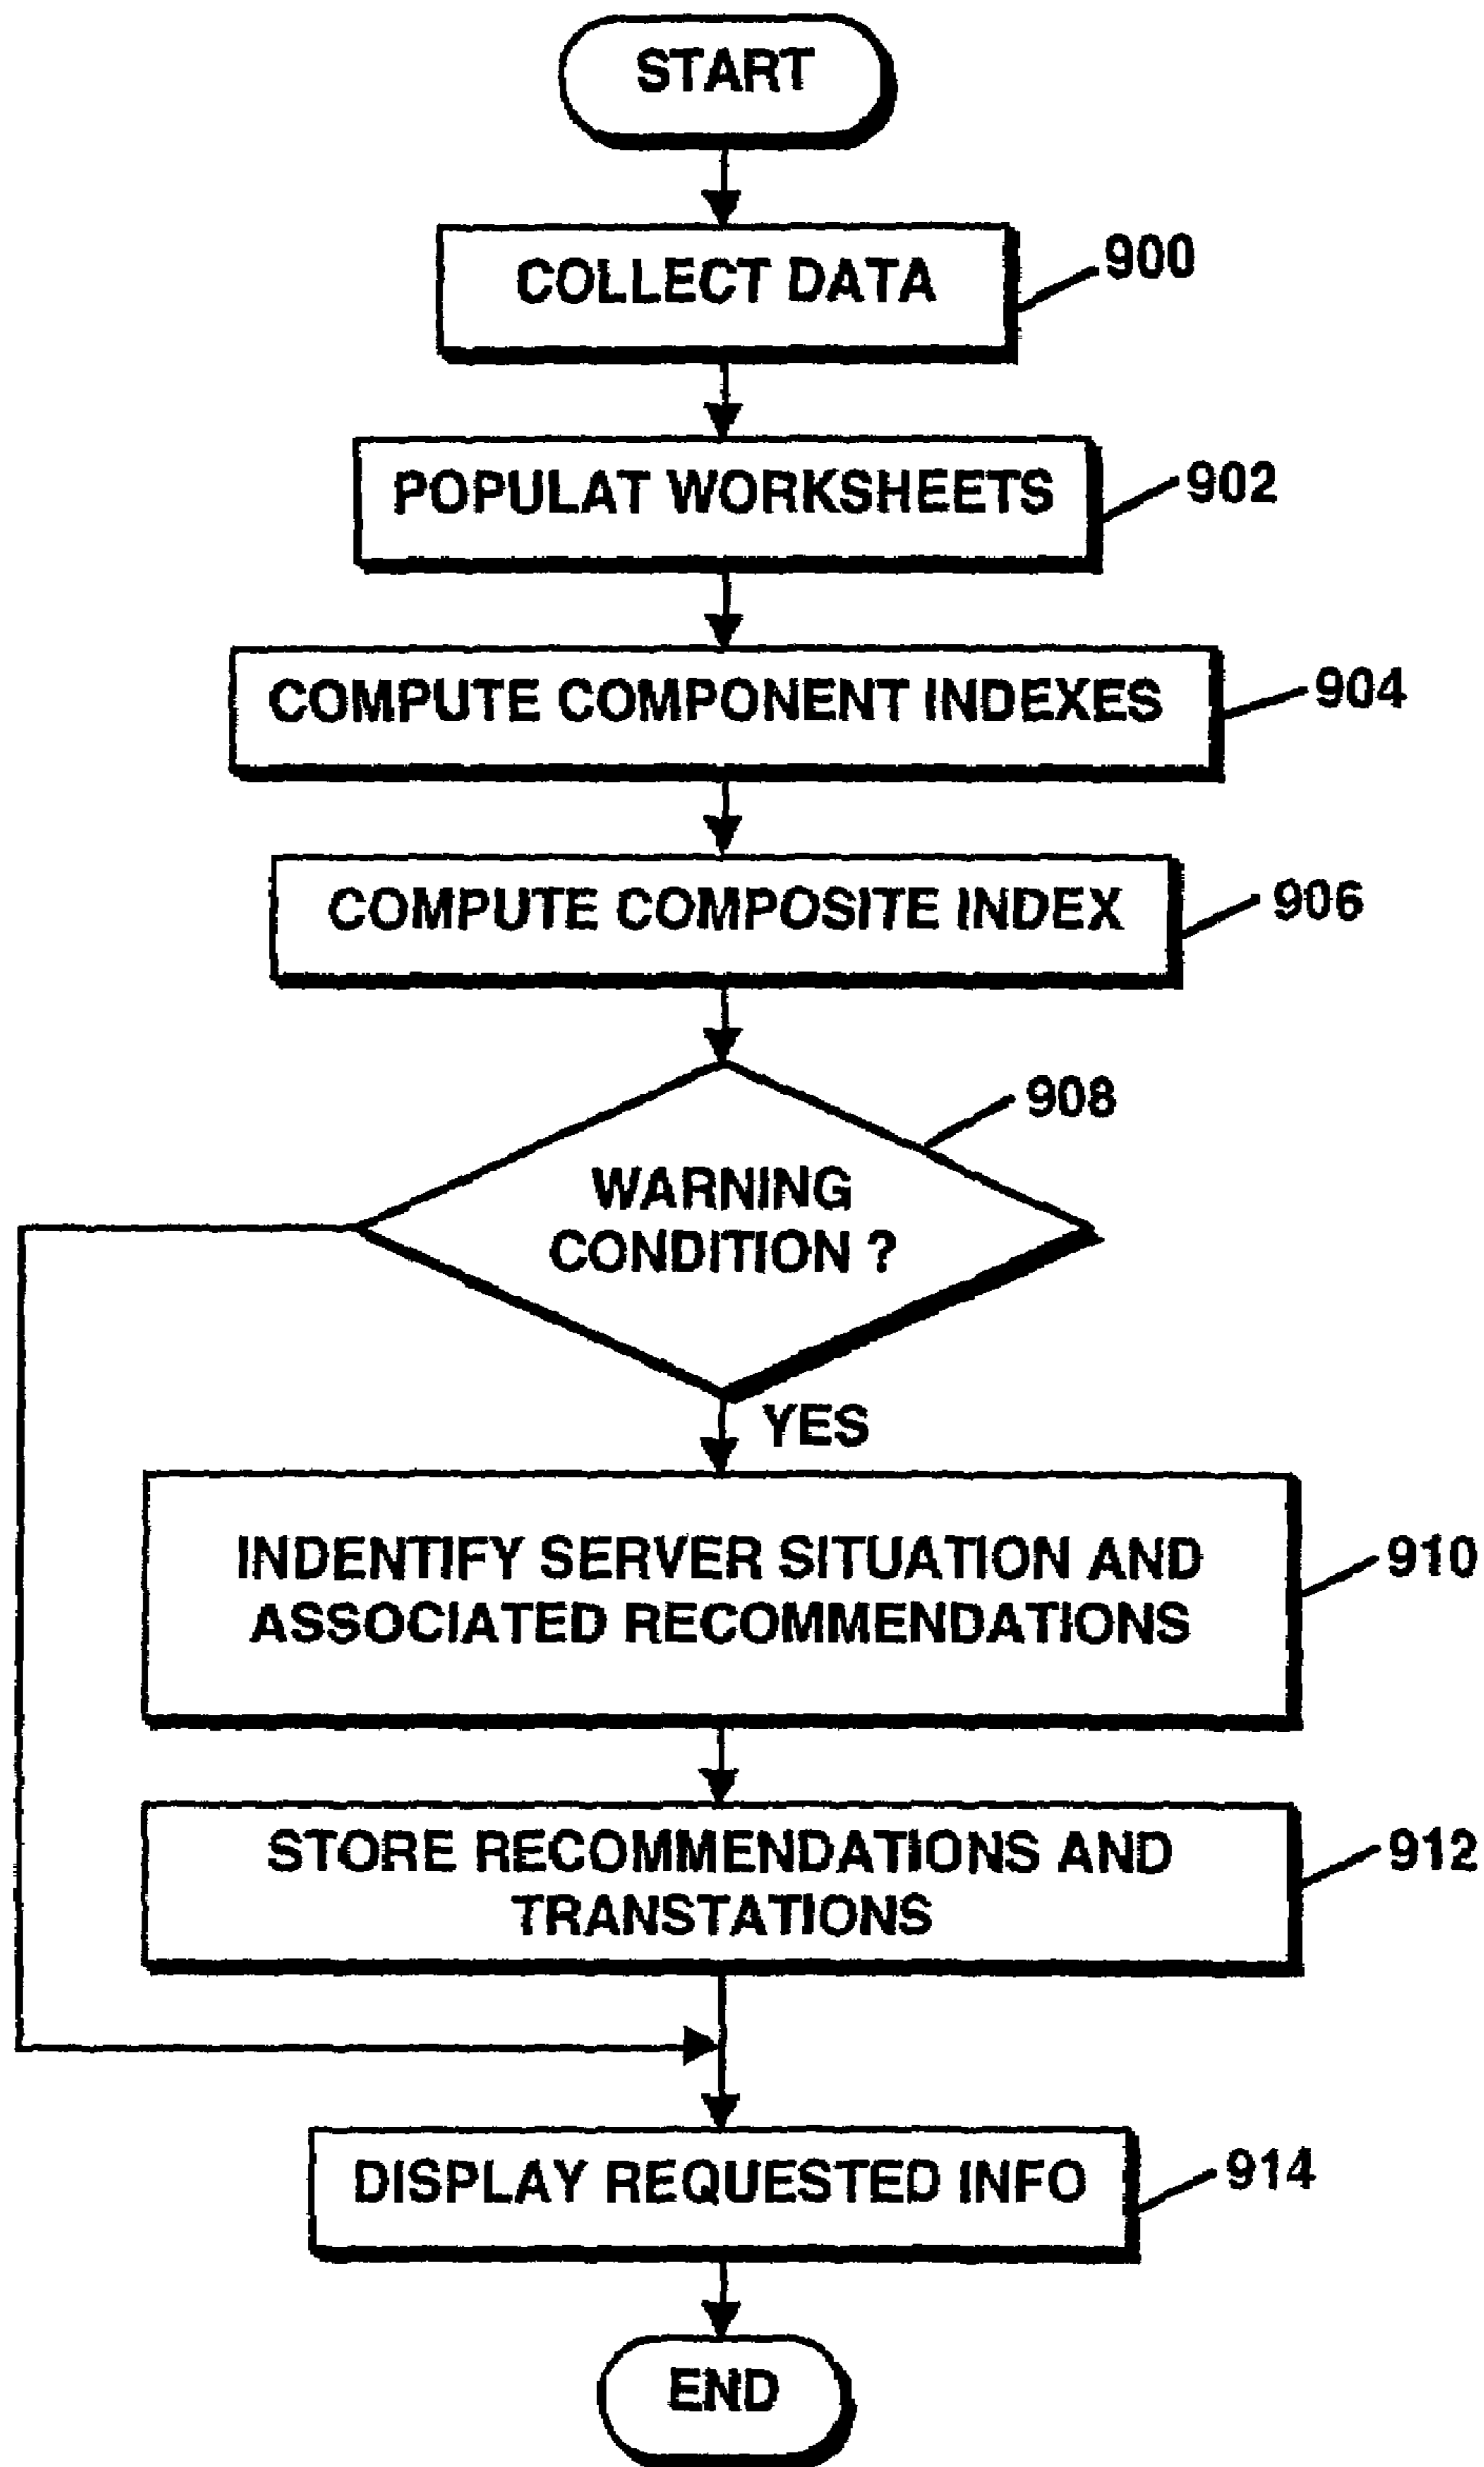 START
COLLECT DATA
900
POPULAT WORKSHEETS
902
COMPUTE COMPONENT INDEXES
904
COMPUTE COMPOSITE INDEX
906
908
WARNING
CONDITION ?
YES
INDENTIFY SERVER SITUATION AND
ASSOCIATED RECOMMENDATIONS
910
STORE RECOMMENDATIONS AND
TRANSTATIONS
912
DISPLAY REQUESTED INFO
914
END